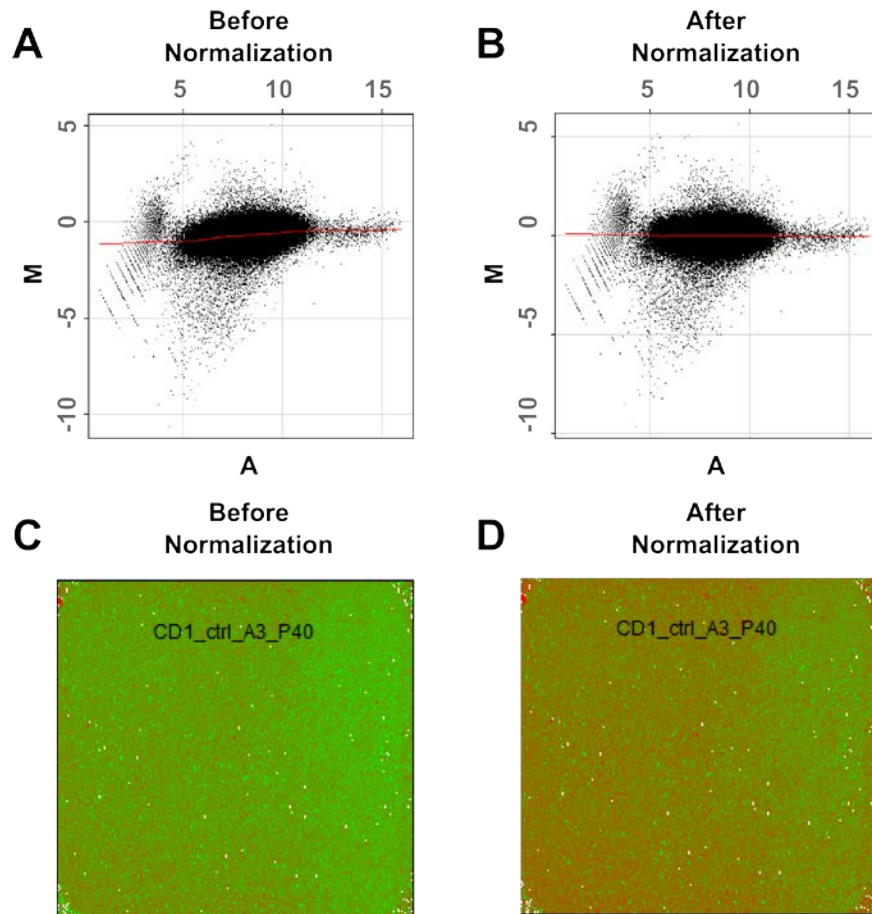 A
Before
Normalization
5 10 15
5
0
-5
-10
M
A
B
After
Normalization
5 10 15
5
0
-5
-10
M
A
C
Before
Normalization
CD1_ctrl_A3_P40
D
After
Normalization
CD1_ctrl_A3_P40